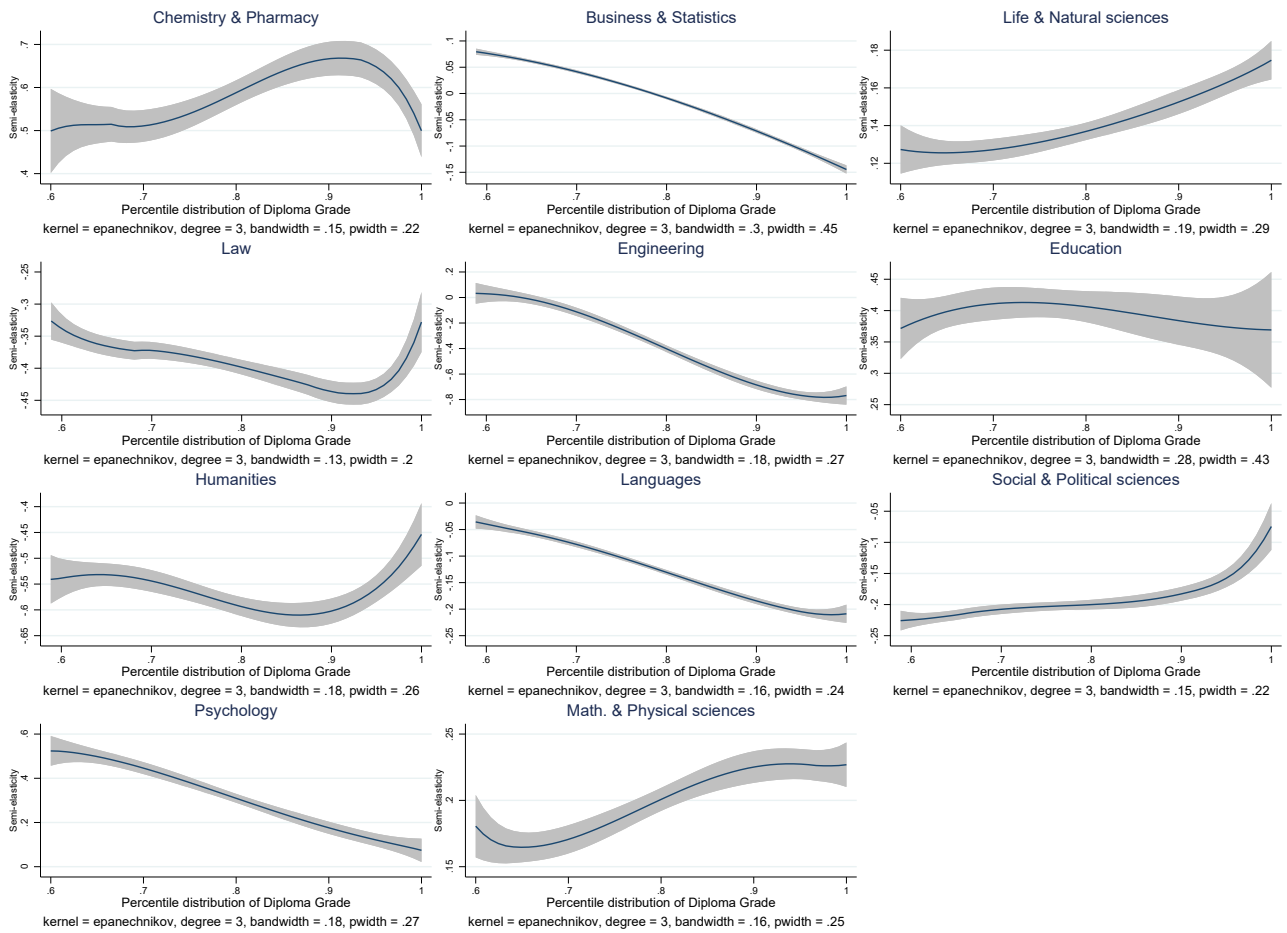 Chemistry & Pharmacy
Semi-elasticity
.7
.6
.5
.4
.6 .7 .8 .9 1
Percentile distribution of Diploma Grade
kernel = epanechnikov, degree = 3, bandwidth = .15, pwidth = .22
Business & Statistics
Semi-elasticity
.1
.05
0
-.05
-.1
-.15
.6 .7 .8 .9 1
Percentile distribution of Diploma Grade
kernel = epanechnikov, degree = 3, bandwidth = .3, pwidth = .45
Life & Natural sciences
Semi-elasticity
.18
.16
.14
.12
.6 .7 .8 .9 1
Percentile distribution of Diploma Grade
kernel = epanechnikov, degree = 3, bandwidth = .19, pwidth = .29
Law
Semi-elasticity
-.25
-.3
-.35
-.4
-.45
.6 .7 .8 .9 1
Percentile distribution of Diploma Grade
kernel = epanechnikov, degree = 3, bandwidth = .13, pwidth = .2
Engineering
Semi-elasticity
.2
0
-.2
-.4
-.6
-.8
.6 .7 .8 .9 1
Percentile distribution of Diploma Grade
kernel = epanechnikov, degree = 3, bandwidth = .18, pwidth = .27
Education
Semi-elasticity
.45
.4
.35
.3
.25
.6 .7 .8 .9 1
Percentile distribution of Diploma Grade
kernel = epanechnikov, degree = 3, bandwidth = .28, pwidth = .43
Humanities
Semi-elasticity
-.4
-.45
-.5
-.55
-.6
-.65
.6 .7 .8 .9 1
Percentile distribution of Diploma Grade
kernel = epanechnikov, degree = 3, bandwidth = .18, pwidth = .26
Languages
Semi-elasticity
0
-.05
-.1
-.15
-.2
-.25
.6 .7 .8 .9 1
Percentile distribution of Diploma Grade
kernel = epanechnikov, degree = 3, bandwidth = .16, pwidth = .24
Social & Political sciences
Semi-elasticity
-.05
-.1
-.15
-.2
-.25
.6 .7 .8 .9 1
Percentile distribution of Diploma Grade
kernel = epanechnikov, degree = 3, bandwidth = .15, pwidth = .22
Psychology
Semi-elasticity
.6
.4
.2
0
.6 .7 .8 .9 1
Percentile distribution of Diploma Grade
kernel = epanechnikov, degree = 3, bandwidth = .18, pwidth = .27
Math. & Physical sciences
Semi-elasticity
.25
.2
.15
.6 .7 .8 .9 1
Percentile distribution of Diploma Grade
kernel = epanechnikov, degree = 3, bandwidth = .16, pwidth = .25